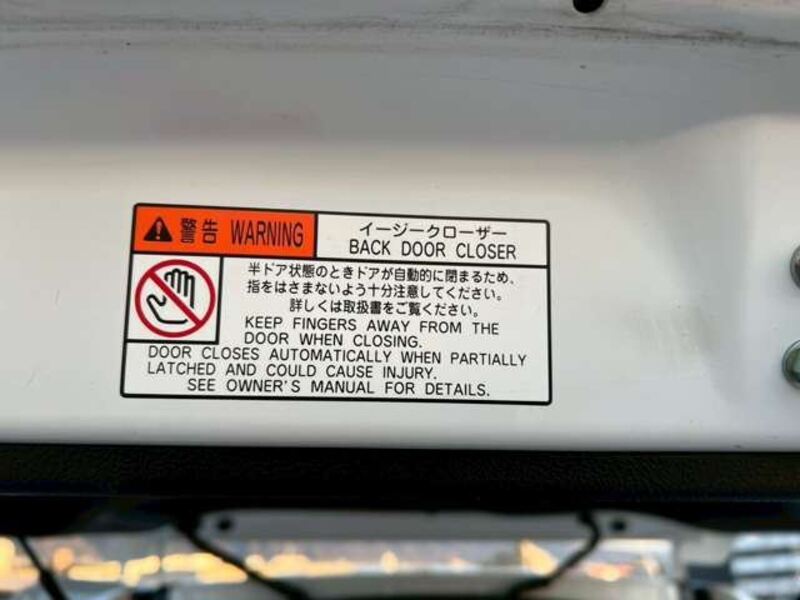 警告 WARNING
イージークローザー
BACK DOOR CLOSER
半ドア状態のときドアが自動的に閉まるため、
指をはさまないよう十分注意してください。
詳しくは取扱書をご覧ください。
KEEP FINGERS AWAY FROM THE
DOOR WHEN CLOSING.
DOOR CLOSES AUTOMATICALLY WHEN PARTIALLY
LATCHED AND COULD CAUSE INJURY.
SEE OWNER'S MANUAL FOR DETAILS.